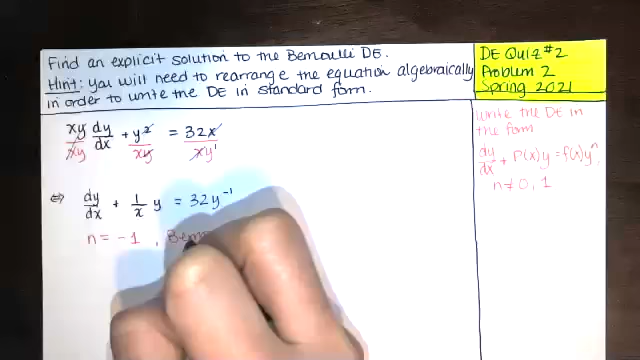 Find an explicit solution to the Bernoulli DE.
Hint: you will need to rearrange the equation algebraically
in order to write the DE in standard form.
DE Quiz #2
Problem 2
Spring 2021
xy/xy dy/dx + y²/xy = 32x/xy¹
⇔ dy/dx + 1/x y = 32y⁻¹
n = -1 ,
write the DE in
the form
dy/dx + P(x)y = f(x)yⁿ,
n ≠ 0, 1